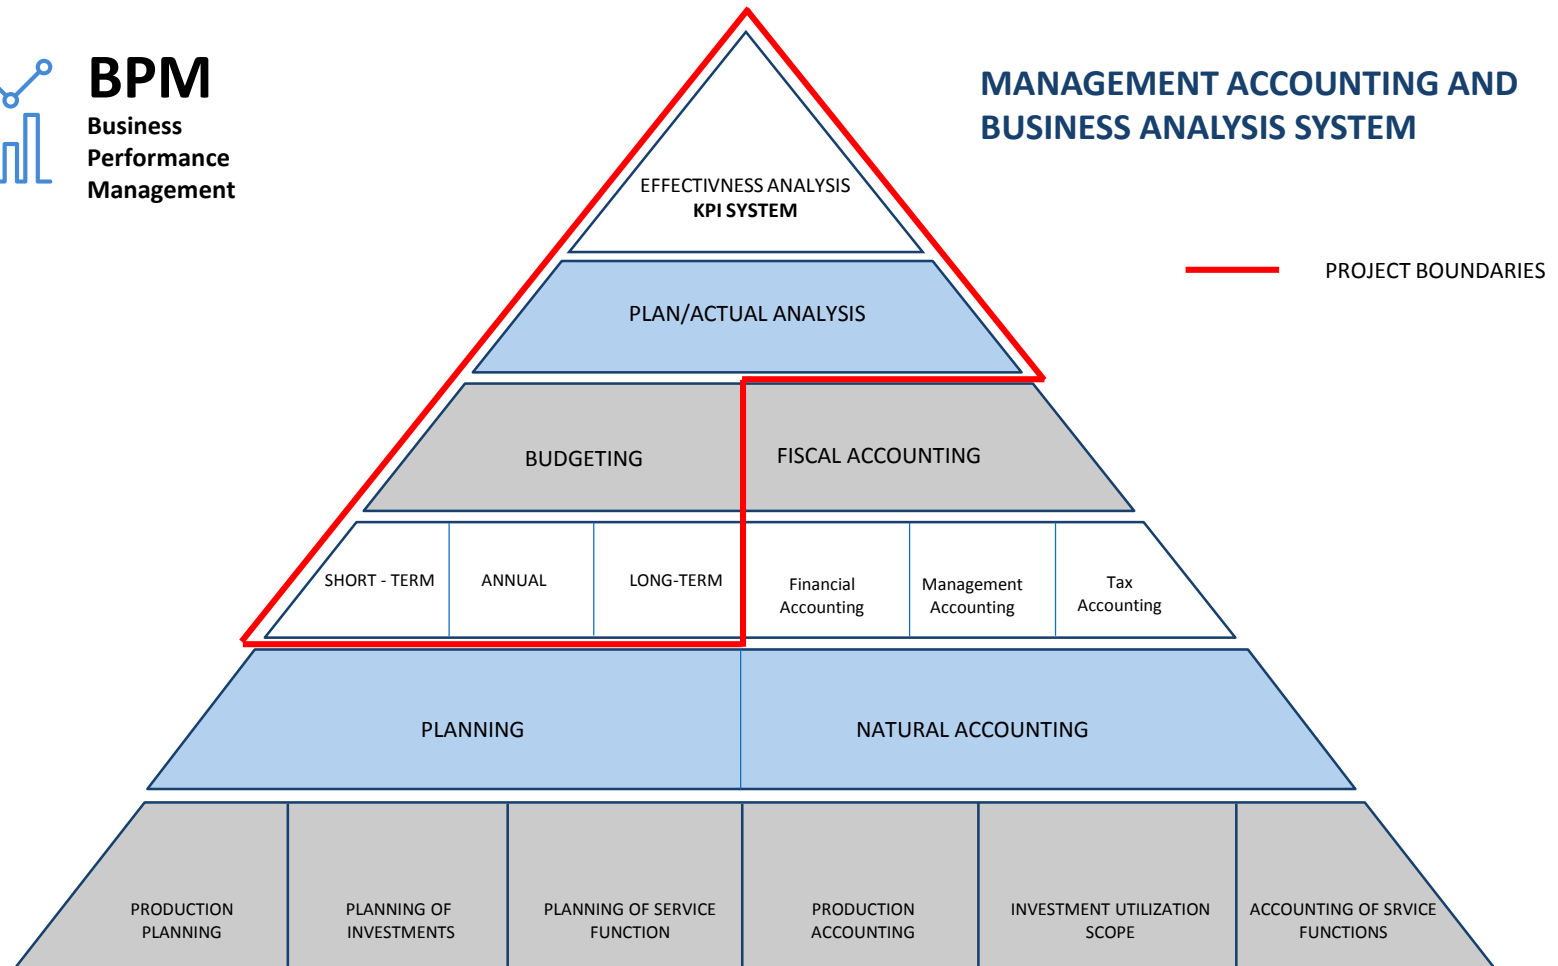 BPM
Business
Performance
Management
MANAGEMENT ACCOUNTING AND
BUSINESS ANALYSIS SYSTEM
PROJECT BOUNDARIES
EFFECTIVNESS ANALYSIS
KPI SYSTEM
PLAN/ACTUAL ANALYSIS
BUDGETING
FISCAL ACCOUNTING
SHORT - TERM
ANNUAL
LONG-TERM
Financial
Accounting
Management
Accounting
Tax
Accounting
PLANNING
NATURAL ACCOUNTING
PRODUCTION
PLANNING
PLANNING OF
INVESTMENTS
PLANNING OF SERVICE
FUNCTION
PRODUCTION
ACCOUNTING
INVESTMENT UTILIZATION
SCOPE
ACCOUNTING OF SRVICE
FUNCTIONS